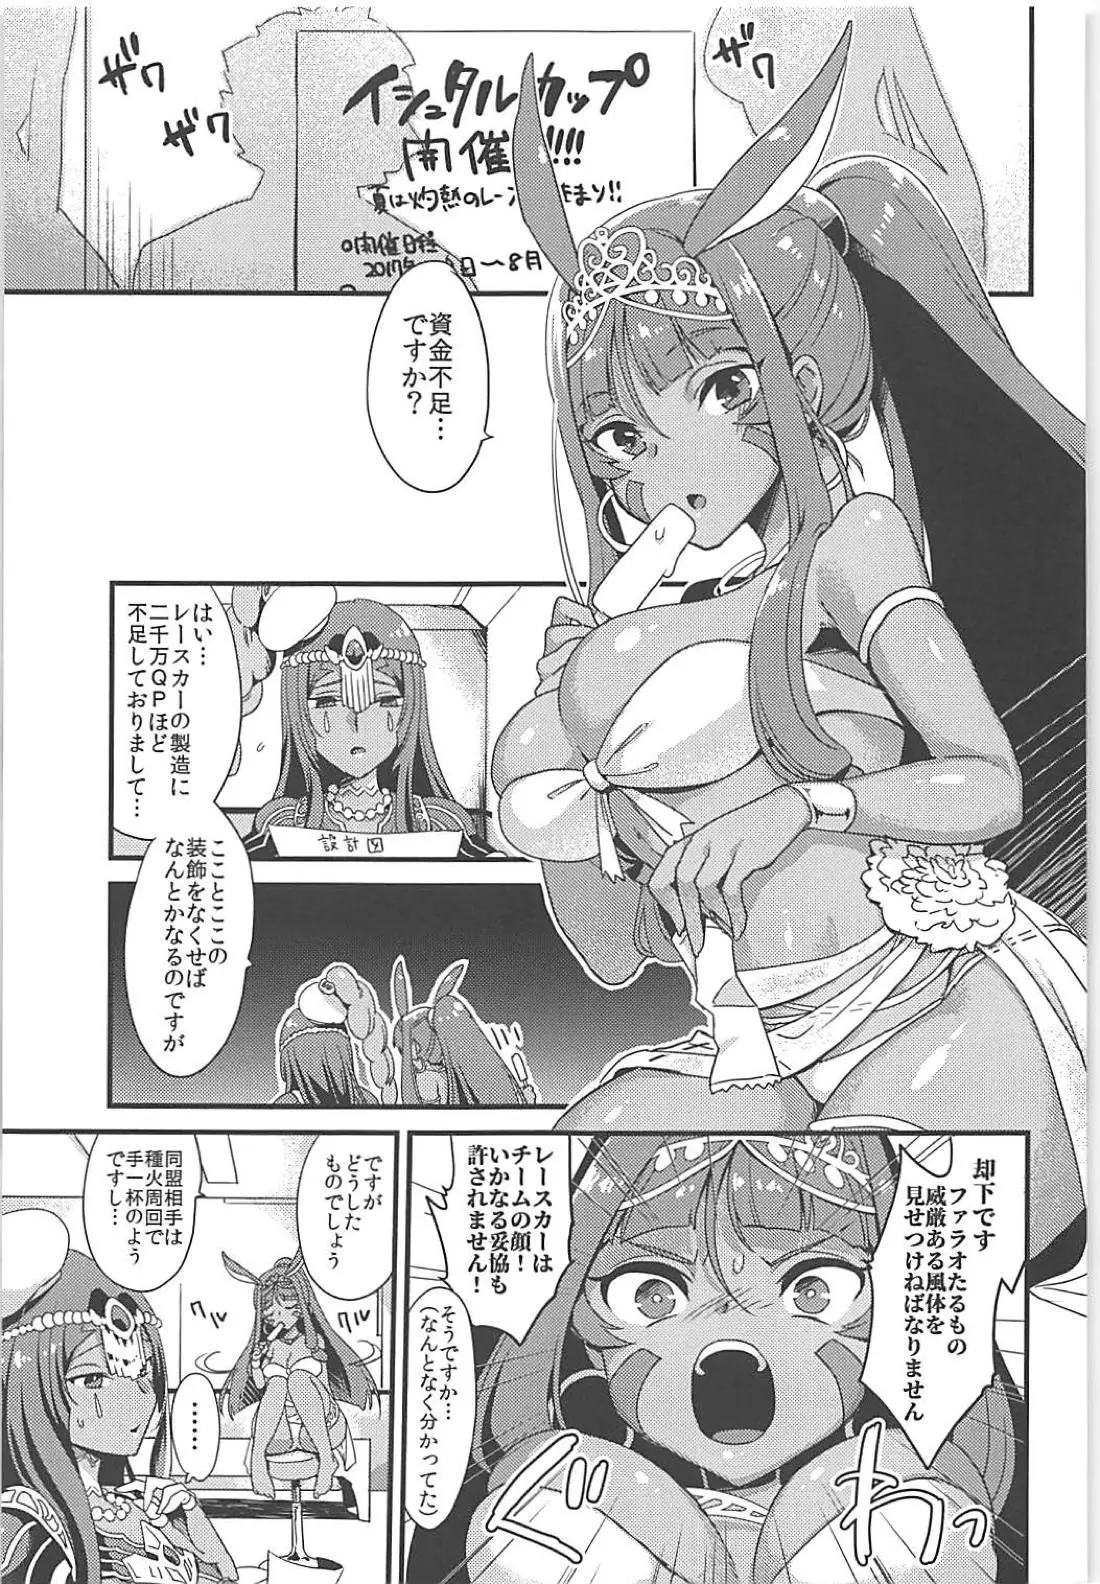 ザワ
ザワ
ザワ
イシュタルカップ
開催!!!!
夏は灼熱のレー
まり!!
○開催日程
2017年
日〜8月
資金不足…
ですか?
はい…
レースカーの製造に
二千万QPほど
不足しておりまして…
設計図
こことここの
装飾をなくせば
なんとかなるのですが
却下です
ファラオたるもの
威厳ある風体を
見せつけねばなりません
レースカーは
チームの顔!
いかなる妥協も
許されません!
そうですか…
(なんとなく分かってた)
わっ
ぐ
ですが
どうした
ものでしょう
同盟相手は
種火周回で
手一杯のよう
ですし…
……